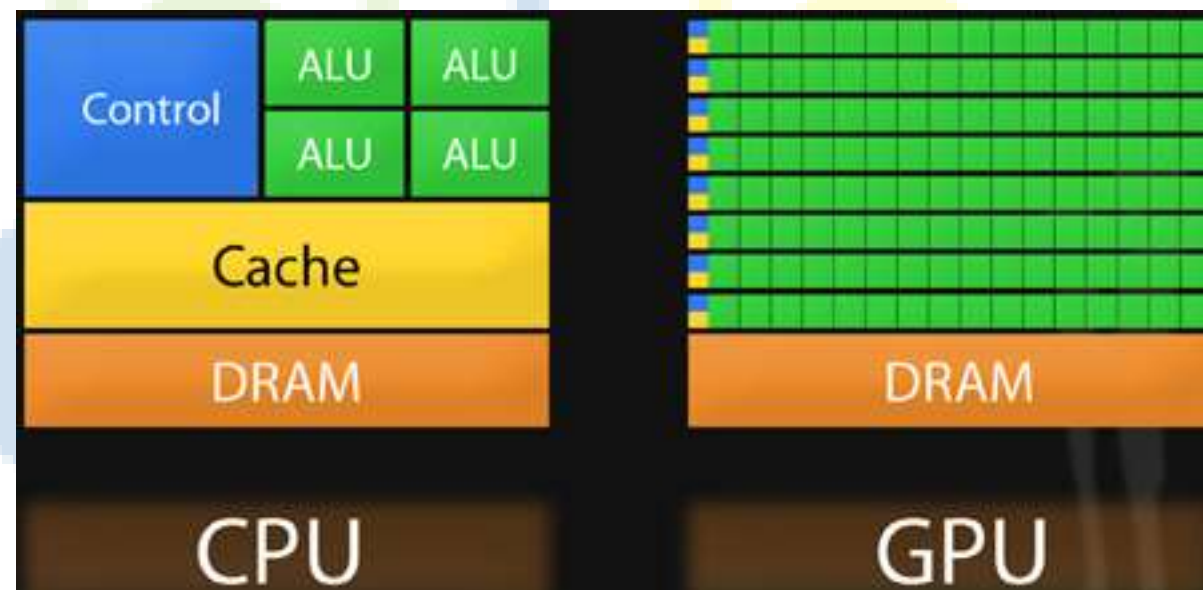 Control
ALU ALU
ALU ALU
Cache
DRAM
CPU
DRAM
GPU